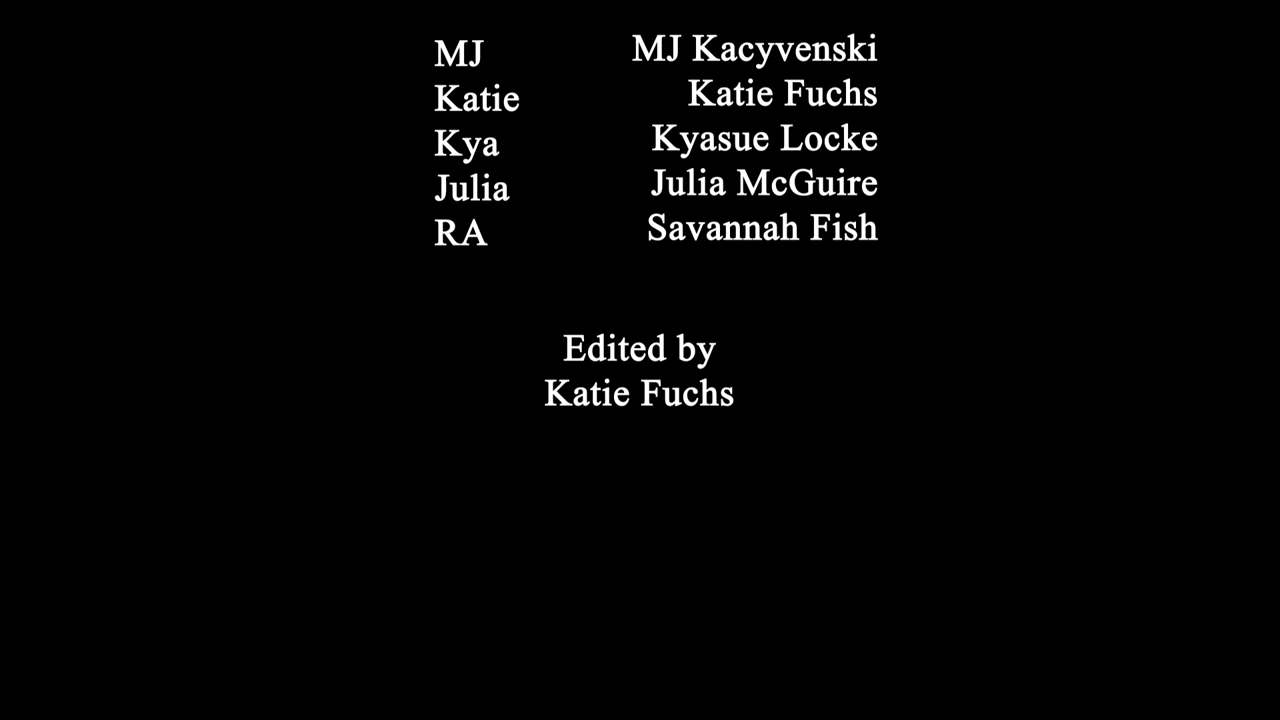 MJ MJ Kacyvenski
Katie Katie Fuchs
Kya Kyasue Locke
Julia Julia McGuire
RA Savannah Fish
Edited by
Katie Fuchs